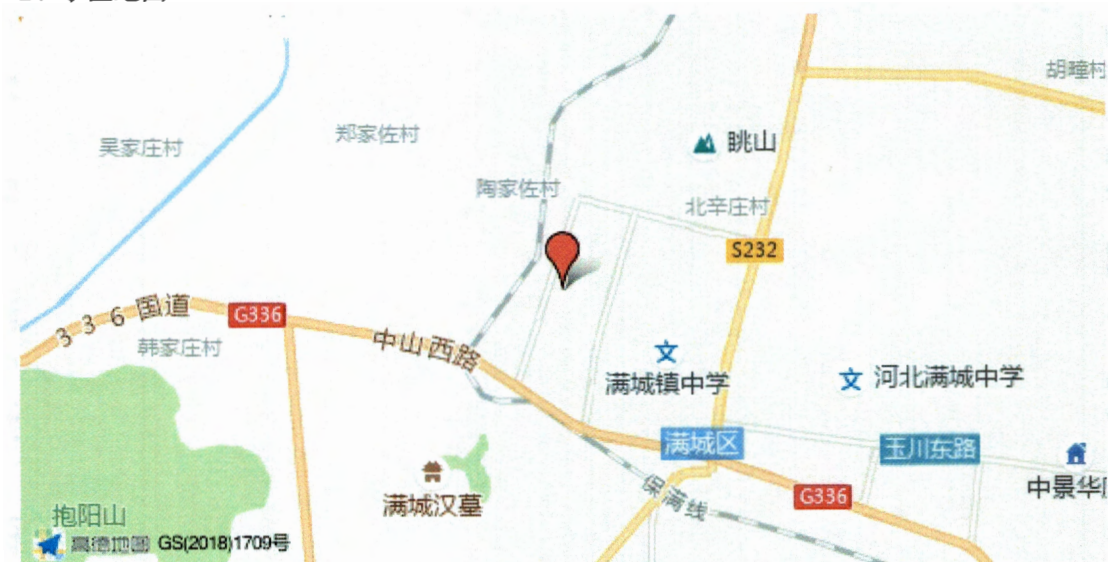 胡疃村
眺山
郑家佐村
吴家庄村
陶家佐村
北辛庄村
S232
336国道
G336
中山西路
韩家庄村
满城镇中学
河北满城中学
满城区
玉川东路
满城汉墓
保满线
G336
中景华
抱阳山
高德地图 GS(2018)1709号